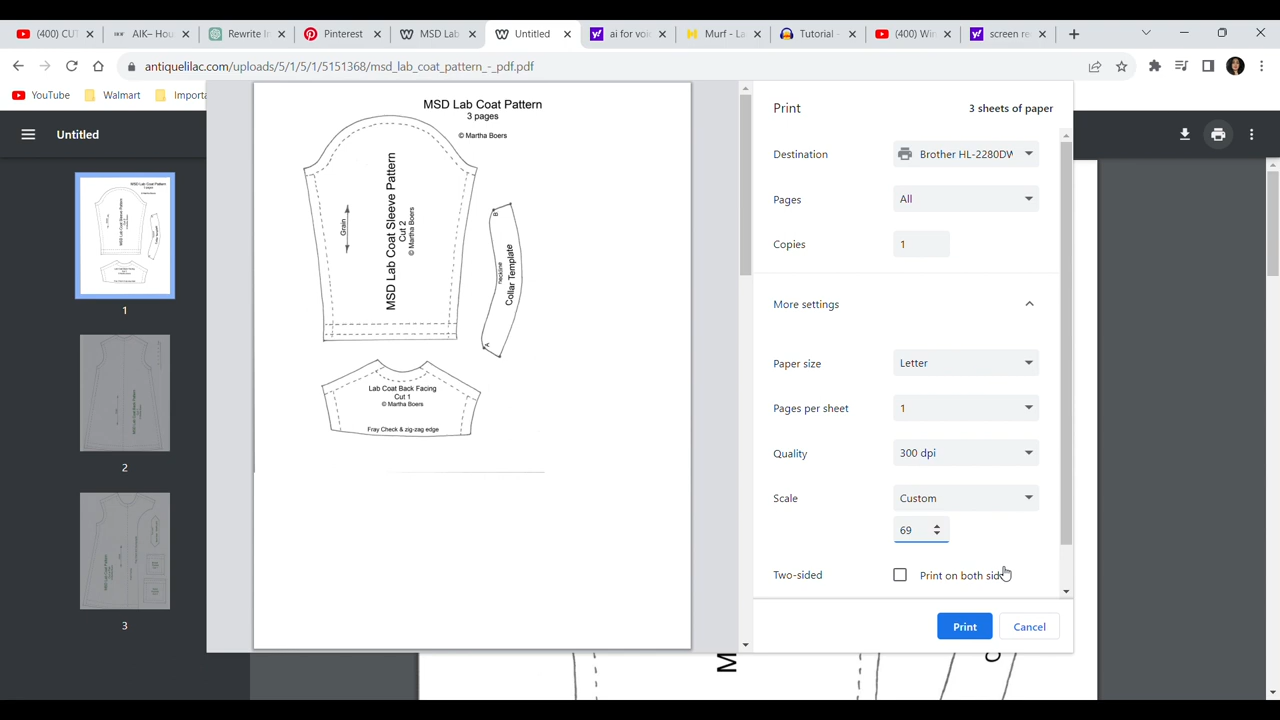 (400) CUT
AIK– Hou
Rewrite In
Pinterest
MSD Lab
Untitled
ai for voi
Murf - La
Tutorial -
(400) Win
screen re
antiquelilac.com/uploads/5/1/5/1/5151368/msd_lab_coat_pattern_-_pdf.pdf
YouTube
Walmart
Importa
Untitled
1
2
3
MSD Lab Coat Pattern
3 pages
© Martha Boers
Grain
MSD Lab Coat Sleeve Pattern
Cut 2
© Martha Boers
B
neckline
Collar Template
A
Lab Coat Back Facing
Cut 1
© Martha Boers
Fray Check & zig-zag edge
Print
3 sheets of paper
Destination
Brother HL-2280DW
Pages
All
Copies
1
More settings
Paper size
Letter
Pages per sheet
1
Quality
300 dpi
Scale
Custom
69
Two-sided
Print on both sid
Print
Cancel
M